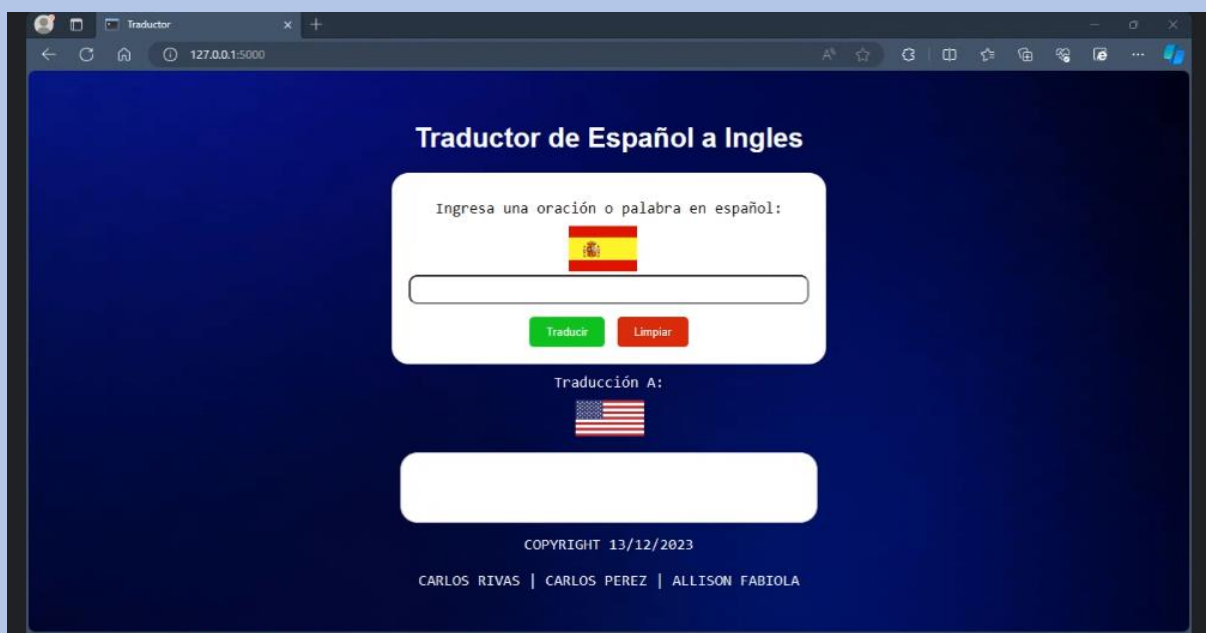 Traductor
127.0.0.1:5000
Traductor de Español a Ingles
Ingresa una oración o palabra en español:
Traducir Limpiar
Traducción A:
COPYRIGHT 13/12/2023
CARLOS RIVAS | CARLOS PEREZ | ALLISON FABIOLA